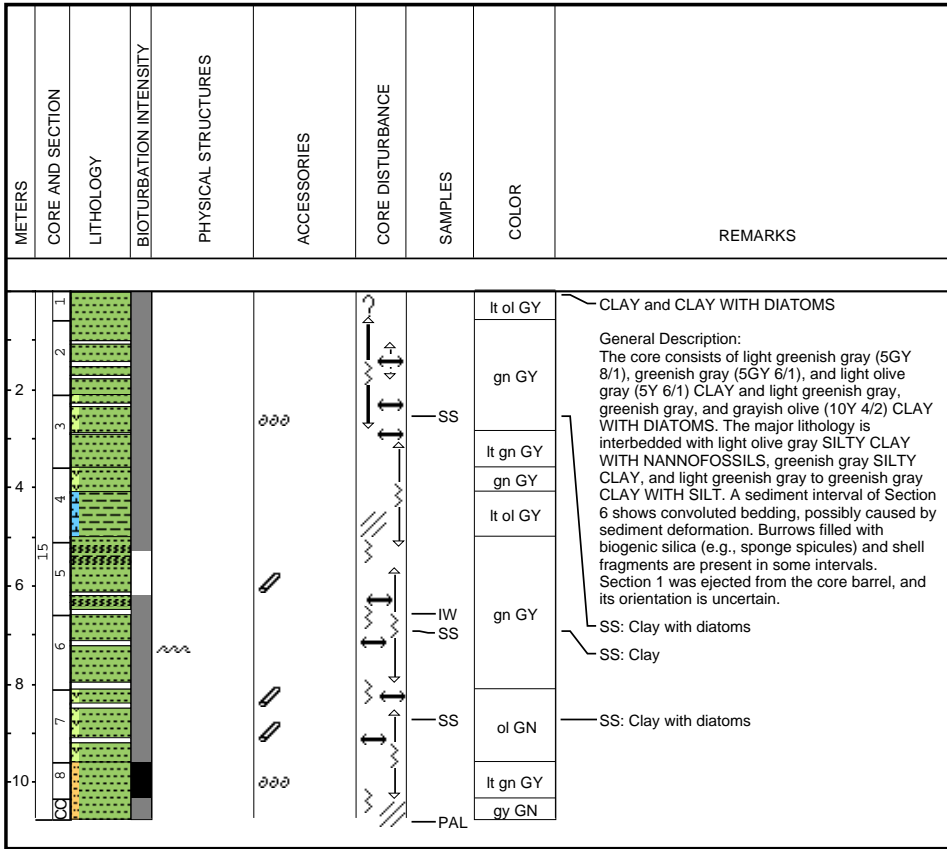 METERS
CORE AND SECTION
LITHOLOGY
BIOTURBATION INTENSITY
PHYSICAL STRUCTURES
ACCESSORIES
CORE DISTURBANCE
SAMPLES
COLOR
REMARKS
2
4
6
8
10
15
1
2
3
4
5
6
7
8
CC
SS
IW
SS
SS
PAL
lt ol GY
gn GY
lt gn GY
gn GY
lt ol GY
gn GY
ol GN
lt gn GY
gy GN
CLAY and CLAY WITH DIATOMS
General Description:
The core consists of light greenish gray (5GY
8/1), greenish gray (5GY 6/1), and light olive
gray (5Y 6/1) CLAY and light greenish gray,
greenish gray, and grayish olive (10Y 4/2) CLAY
WITH DIATOMS. The major lithology is
interbedded with light olive gray SILTY CLAY
WITH NANNOFOSSILS, greenish gray SILTY
CLAY, and light greenish gray to greenish gray
CLAY WITH SILT. A sediment interval of Section
6 shows convoluted bedding, possibly caused by
sediment deformation. Burrows filled with
biogenic silica (e.g., sponge spicules) and shell
fragments are present in some intervals.
Section 1 was ejected from the core barrel, and
its orientation is uncertain.
SS: Clay with diatoms
SS: Clay
SS: Clay with diatoms